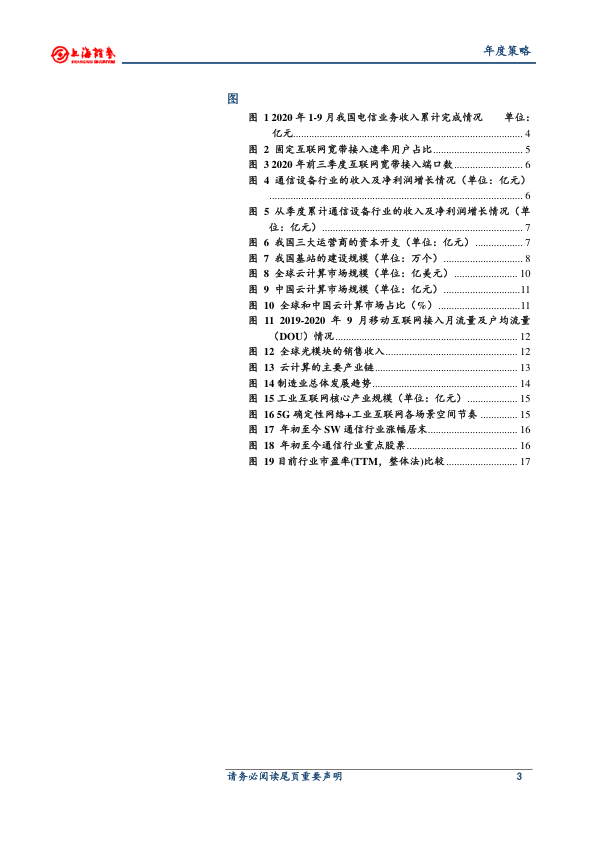 上海证券
SHANGHAI SECURITIES
年度策略
图
图 1 2020 年 1-9 月我国电信业务收入累计完成情况 单位：
亿元........................................................................ 4
图 2 固定互联网宽带接入速率用户占比.................................. 5
图 3 2020 年前三季度互联网宽带接入端口数.......................... 6
图 4 通信设备行业的收入及净利润增长情况（单位：亿元）
................................................................................ 6
图 5 从季度累计通信设备行业的收入及净利润增长情况（单
位：亿元）................................................................ 7
图 6 我国三大运营商的资本开支（单位：亿元）.................. 7
图 7 我国基站的建设规模（单位：万个）.............................. 8
图 8 全球云计算市场规模（单位：亿美元）........................ 10
图 9 中国云计算市场规模（单位：亿元）.............................11
图 10 全球和中国云计算市场占比（%）...............................11
图 11 2019-2020 年 9 月移动互联网接入月流量及户均流量
（DOU）情况...................................................................... 12
图 12 全球光模块的销售收入.................................................. 12
图 13 云计算的主要产业链...................................................... 13
图 14 制造业总体发展趋势...................................................... 14
图 15 工业互联网核心产业规模（单位：亿元）................... 15
图 16 5G 确定性网络+工业互联网各场景空间节奏.............. 15
图 17 年初至今 SW 通信行业涨幅居末.................................. 16
图 18 年初至今通信行业重点股票.......................................... 16
图 19 目前行业市盈率(TTM，整体法)比较........................... 17
请务必阅读尾页重要声明 3